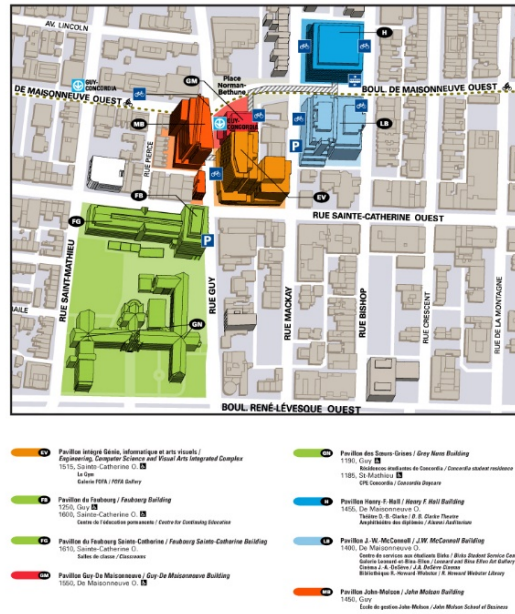 AV. LINCOLN
GUY-CONCORDIA
DE MAISONNEUVE OUEST
GM
Place
Norman-
Bethune
H
BOUL. DE MAISONNEUVE OUEST
MB
GUY-CONCORDIA
LB
P
RUE PIERCE
FB
EV
RUE SAINTE-CATHERINE OUEST
FG
P
RUE SAINT-MATHIEU
RUE GUY
RUE MACKAY
RUE BISHOP
RUE CRESCENT
RUE DE LA MONTAGNE
GN
BOUL. RENÉ-LÉVESQUE OUEST
EV
Pavillon intégré Génie, informatique et arts visuels /
Engineering, Computer Science and Visual Arts Integrated Complex
1515, Sainte-Catherine O.
Le Gym
Galerie FOFA / FOFA Gallery
FB
Pavillon du Faubourg / Faubourg Building
1250, Guy
1600, Sainte-Catherine O.
Centre de l'éducation permanente / Centre for Continuing Education
FG
Pavillon du Faubourg Sainte-Catherine / Faubourg Sainte-Catherine Building
1610, Sainte-Catherine O.
Salles de classe / Classrooms
GM
Pavillon Guy-De Maisonneuve / Guy-De Maisonneuve Building
1550, De Maisonneuve O.
GN
Pavillon des Sœurs-Grises / Grey Nuns Building
1190, Guy
Résidences étudiantes de Concordia / Concordia student residence
1185, St-Mathieu
CPE Concordia / Concordia Daycare
H
Pavillon Henry-F.-Hall / Henry F. Hall Building
1455, De Maisonneuve O.
Théâtre D.-B.-Clarke / D. B. Clarke Theatre
Amphithéâtre des diplômés / Alumni Auditorium
LB
Pavillon J.-W.-McConnell / J.W. McConnell Building
1400, De Maisonneuve O.
Centre de services aux étudiants Birks / Birks Student Service Cen
Galerie Leonard-et-Bina-Ellen / Leonard and Bina Ellen Art Gallery
Cinéma J.-A.-DeSève / J.A. DeSève Cinema
Bibliothèque R.-Howard-Webster / R. Howard Webster Library
MB
Pavillon John-Molson / John Molson Building
1450, Guy
École de gestion John-Molson / John Molson School of Business